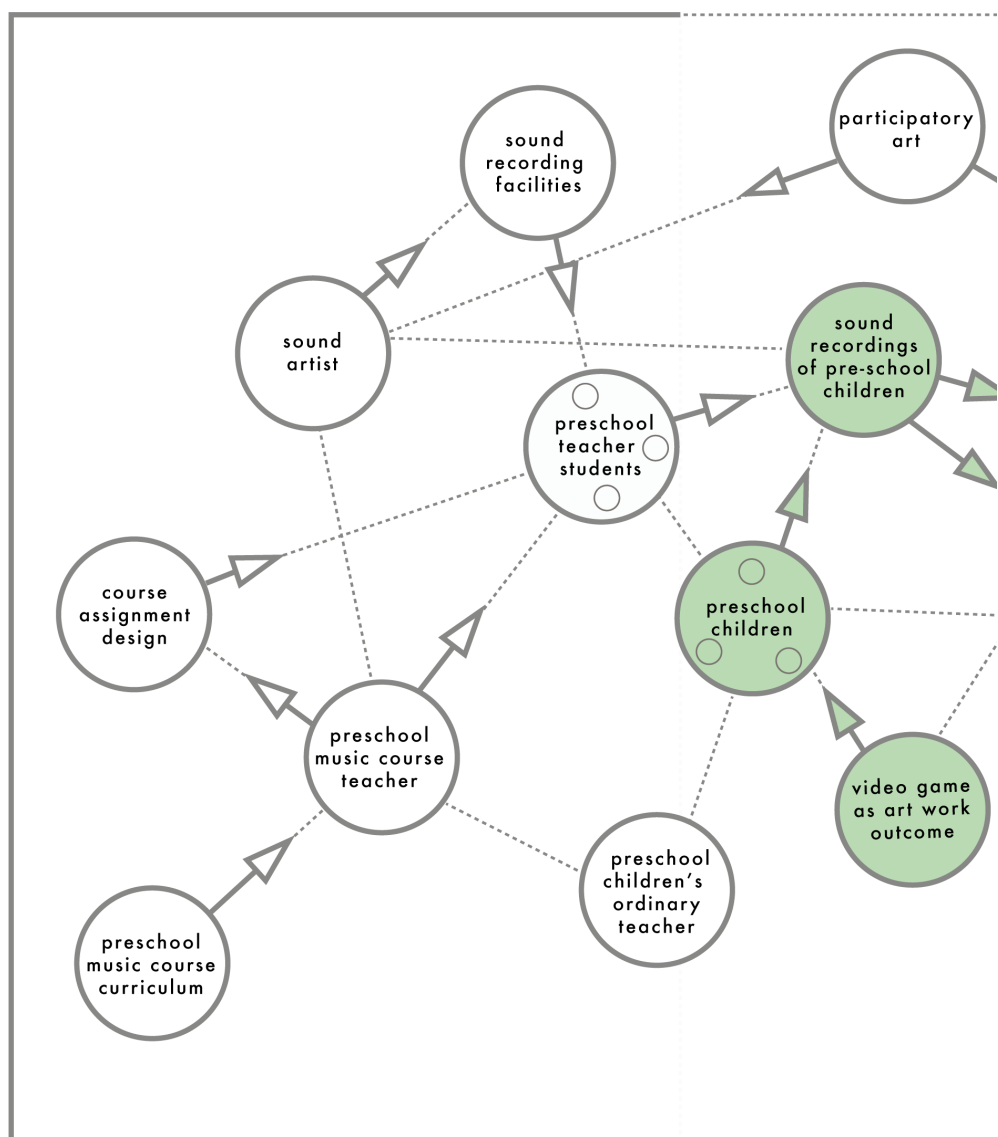 participatory
art
sound
recording
facilities
sound
artist
sound
recordings
of pre-school
children
preschool
teacher
students
course
assignment
design
preschool
children
preschool
music course
teacher
video game
as art work
outcome
preschool
children’s
ordinary
teacher
preschool
music course
curriculum